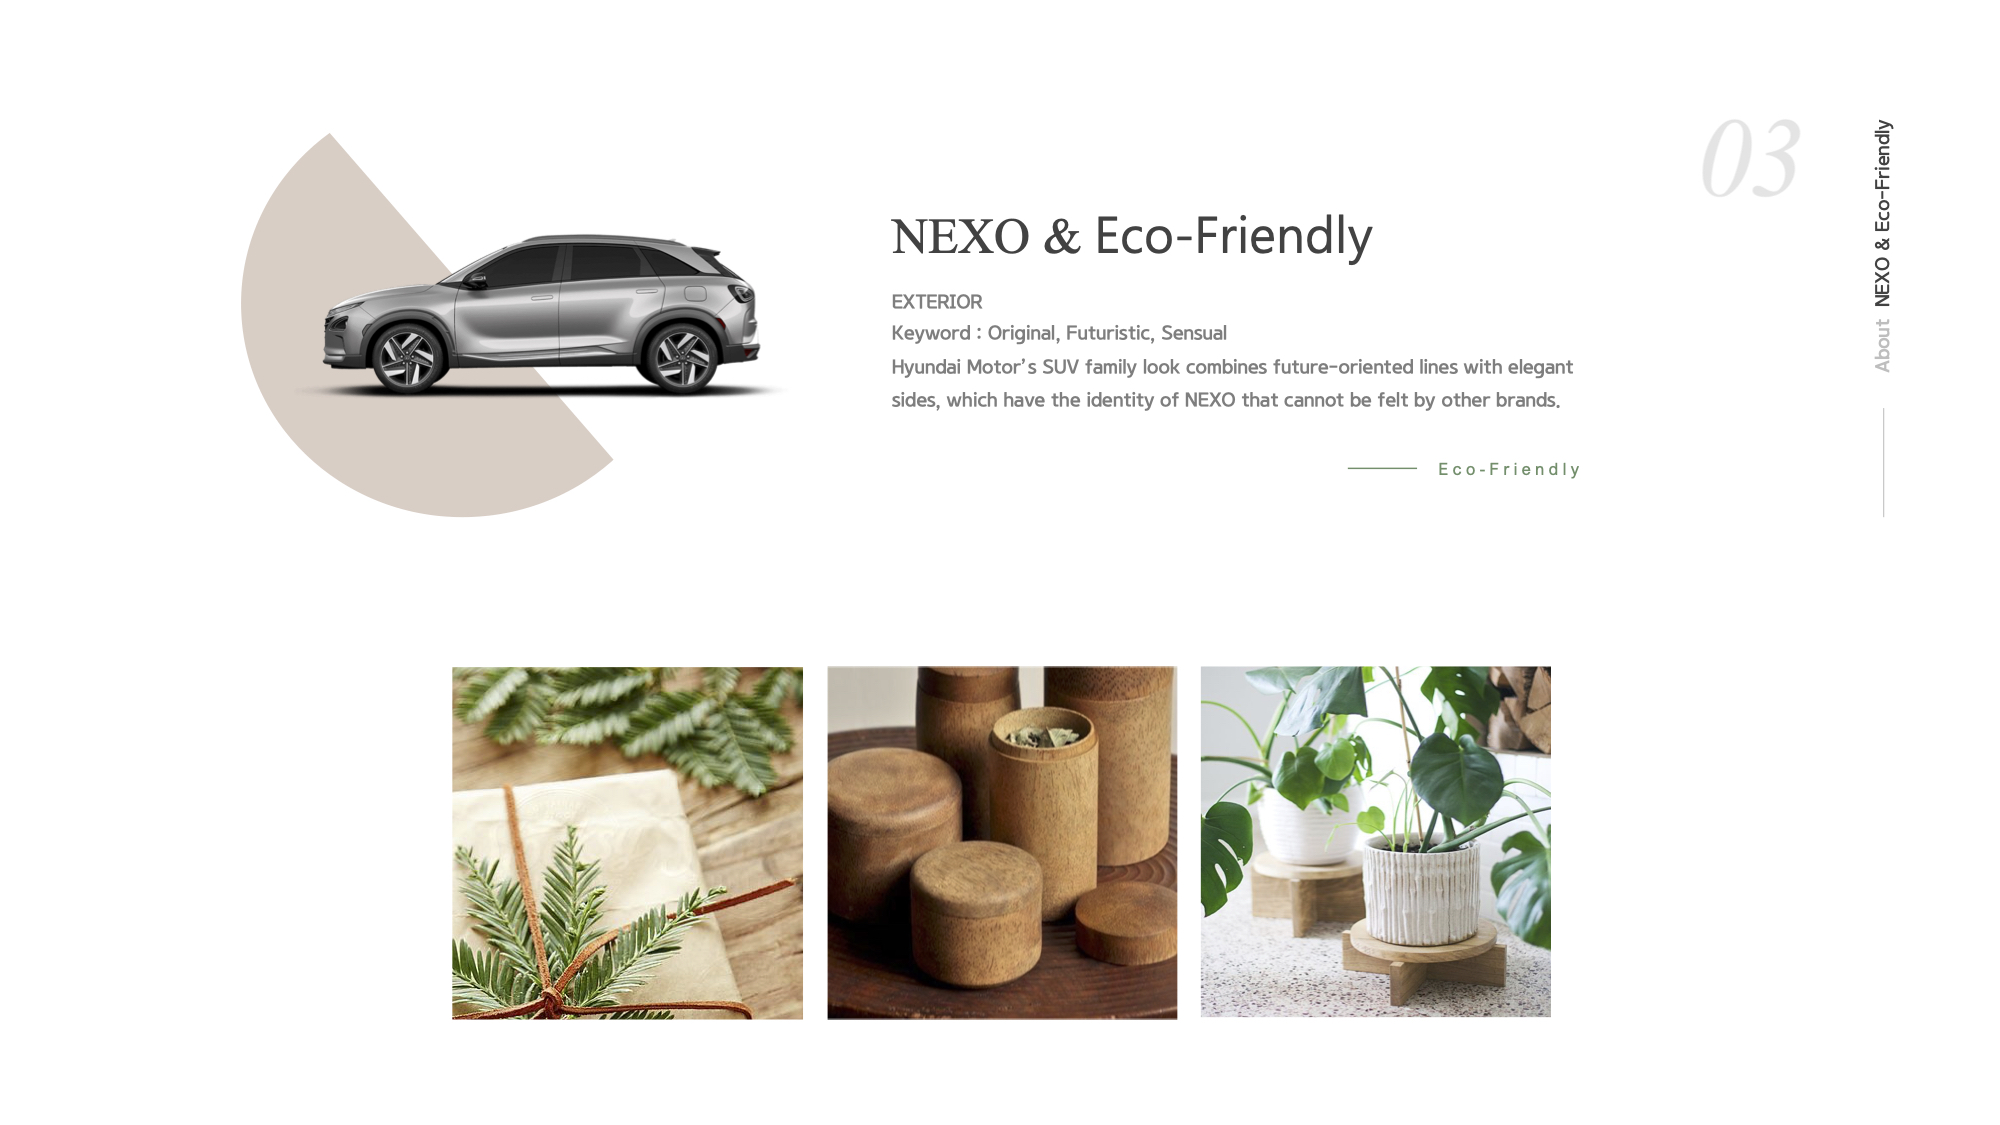 03
About NEXO & Eco-Friendly
NEXO & Eco-Friendly
EXTERIOR
Keyword : Original, Futuristic, Sensual
Hyundai Motor's SUV family look combines future-oriented lines with elegant
sides, which have the identity of NEXO that cannot be felt by other brands.
Eco-Friendly